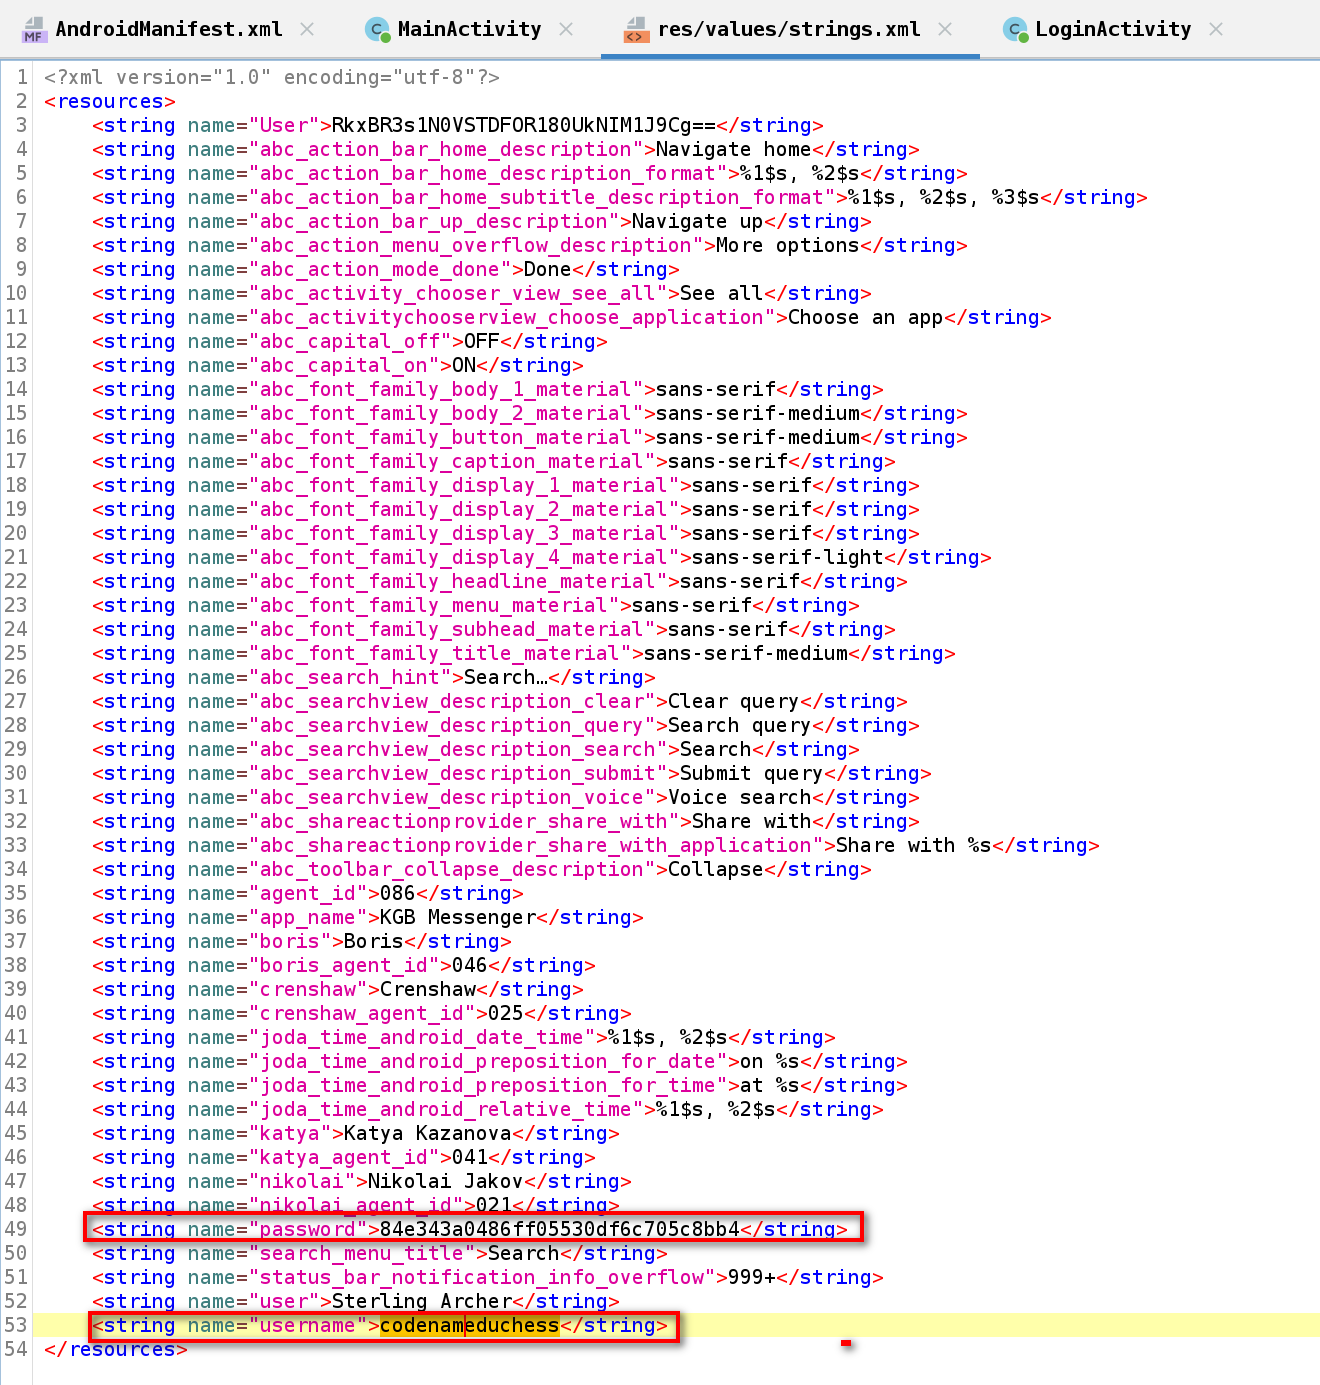 AndroidManifest.xml MainActivity res/values/strings.xml LoginActivity
1 <?xml version="1.0" encoding="utf-8"?>
2 <resources>
3 <string name="User">RkxBR3s1N0VSTDFOR180UkNIM1J9Cg==</string>
4 <string name="abc_action_bar_home_description">Navigate home</string>
5 <string name="abc_action_bar_home_description_format">%1$s, %2$s</string>
6 <string name="abc_action_bar_home_subtitle_description_format">%1$s, %2$s, %3$s</string>
7 <string name="abc_action_bar_up_description">Navigate up</string>
8 <string name="abc_action_menu_overflow_description">More options</string>
9 <string name="abc_action_mode_done">Done</string>
10 <string name="abc_activity_chooser_view_see_all">See all</string>
11 <string name="abc_activitychooserview_choose_application">Choose an app</string>
12 <string name="abc_capital_off">OFF</string>
13 <string name="abc_capital_on">ON</string>
14 <string name="abc_font_family_body_1_material">sans-serif</string>
15 <string name="abc_font_family_body_2_material">sans-serif-medium</string>
16 <string name="abc_font_family_button_material">sans-serif-medium</string>
17 <string name="abc_font_family_caption_material">sans-serif</string>
18 <string name="abc_font_family_display_1_material">sans-serif</string>
19 <string name="abc_font_family_display_2_material">sans-serif</string>
20 <string name="abc_font_family_display_3_material">sans-serif</string>
21 <string name="abc_font_family_display_4_material">sans-serif-light</string>
22 <string name="abc_font_family_headline_material">sans-serif</string>
23 <string name="abc_font_family_menu_material">sans-serif</string>
24 <string name="abc_font_family_subhead_material">sans-serif</string>
25 <string name="abc_font_family_title_material">sans-serif-medium</string>
26 <string name="abc_search_hint">Search…</string>
27 <string name="abc_searchview_description_clear">Clear query</string>
28 <string name="abc_searchview_description_query">Search query</string>
29 <string name="abc_searchview_description_search">Search</string>
30 <string name="abc_searchview_description_submit">Submit query</string>
31 <string name="abc_searchview_description_voice">Voice search</string>
32 <string name="abc_shareactionprovider_share_with">Share with</string>
33 <string name="abc_shareactionprovider_share_with_application">Share with %s</string>
34 <string name="abc_toolbar_collapse_description">Collapse</string>
35 <string name="agent_id">086</string>
36 <string name="app_name">KGB Messenger</string>
37 <string name="boris">Boris</string>
38 <string name="boris_agent_id">046</string>
39 <string name="crenshaw">Crenshaw</string>
40 <string name="crenshaw_agent_id">025</string>
41 <string name="joda_time_android_date_time">%1$s, %2$s</string>
42 <string name="joda_time_android_preposition_for_date">on %s</string>
43 <string name="joda_time_android_preposition_for_time">at %s</string>
44 <string name="joda_time_android_relative_time">%1$s, %2$s</string>
45 <string name="katya">Katya Kazanova</string>
46 <string name="katya_agent_id">041</string>
47 <string name="nikolai">Nikolai Jakov</string>
48 <string name="nikolai_agent_id">021</string>
49 <string name="password">84e343a0486ff05530df6c705c8bb4</string>
50 <string name="search_menu_title">Search</string>
51 <string name="status_bar_notification_info_overflow">999+</string>
52 <string name="user">Sterling Archer</string>
53 <string name="username">codenameduchess</string>
54 </resources>